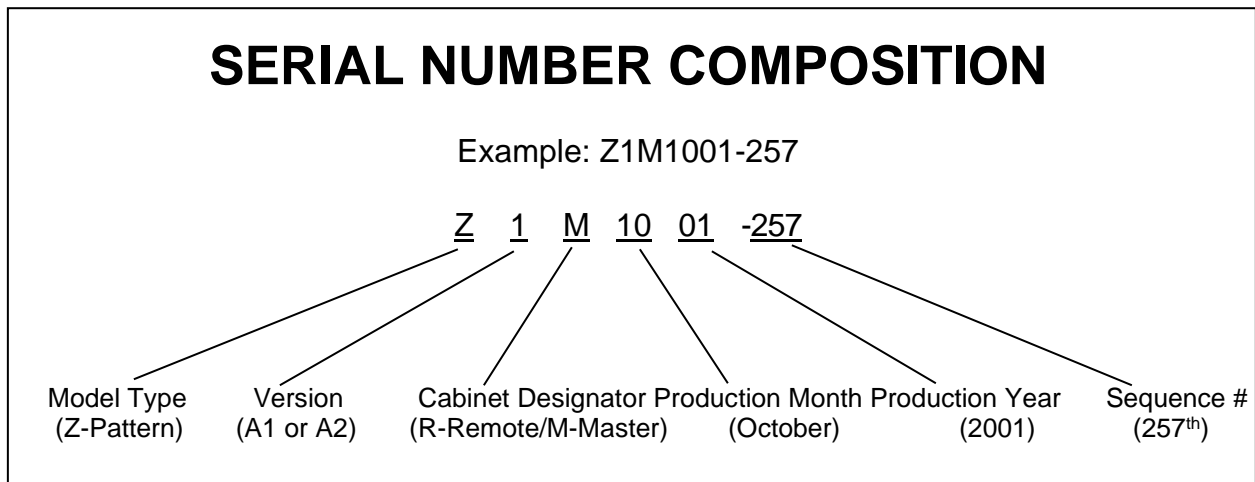 SERIAL NUMBER COMPOSITION
Example: Z1M1001-257
Z 1 M 10 01 -257
Model Type Version Cabinet Designator Production Month Production Year Sequence #
(Z-Pattern) (A1 or A2) (R-Remote/M-Master) (October) (2001) (257th)